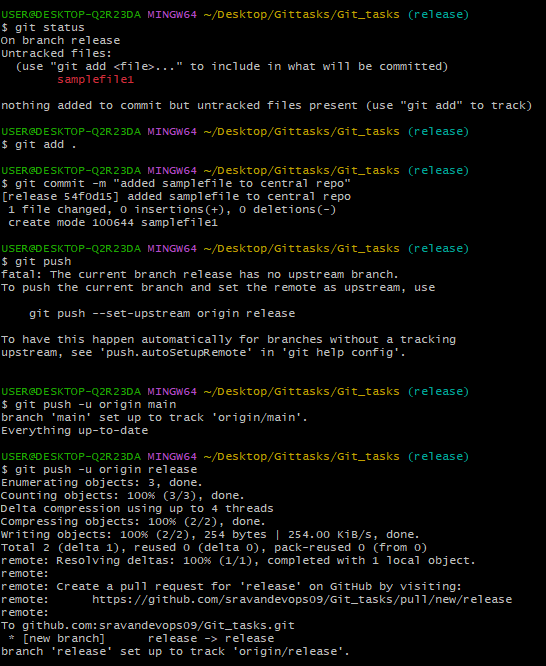 USER@DESKTOP-Q2R23DA MINGW64 ~/Desktop/Gittasks/Git_tasks (release)
$ git status
On branch release
Untracked files:
  (use "git add <file>..." to include in what will be committed)
        samplefile1

nothing added to commit but untracked files present (use "git add" to track)

USER@DESKTOP-Q2R23DA MINGW64 ~/Desktop/Gittasks/Git_tasks (release)
$ git add .

USER@DESKTOP-Q2R23DA MINGW64 ~/Desktop/Gittasks/Git_tasks (release)
$ git commit -m "added samplefile to central repo"
[release 54f0d15] added samplefile to central repo
 1 file changed, 0 insertions(+), 0 deletions(-)
 create mode 100644 samplefile1

USER@DESKTOP-Q2R23DA MINGW64 ~/Desktop/Gittasks/Git_tasks (release)
$ git push
fatal: The current branch release has no upstream branch.
To push the current branch and set the remote as upstream, use

    git push --set-upstream origin release

To have this happen automatically for branches without a tracking
upstream, see 'push.autoSetupRemote' in 'git help config'.

USER@DESKTOP-Q2R23DA MINGW64 ~/Desktop/Gittasks/Git_tasks (release)
$ git push -u origin main
branch 'main' set up to track 'origin/main'.
Everything up-to-date

USER@DESKTOP-Q2R23DA MINGW64 ~/Desktop/Gittasks/Git_tasks (release)
$ git push -u origin release
Enumerating objects: 3, done.
Counting objects: 100% (3/3), done.
Delta compression using up to 4 threads
Compressing objects: 100% (2/2), done.
Writing objects: 100% (2/2), 254 bytes | 254.00 KiB/s, done.
Total 2 (delta 1), reused 0 (delta 0), pack-reused 0 (from 0)
remote: Resolving deltas: 100% (1/1), completed with 1 local object.
remote:
remote: Create a pull request for 'release' on GitHub by visiting:
remote:      https://github.com/sravandevops09/Git_tasks/pull/new/release
remote:
To github.com:sravandevops09/Git_tasks.git
 * [new branch]      release -> release
branch 'release' set up to track 'origin/release'.